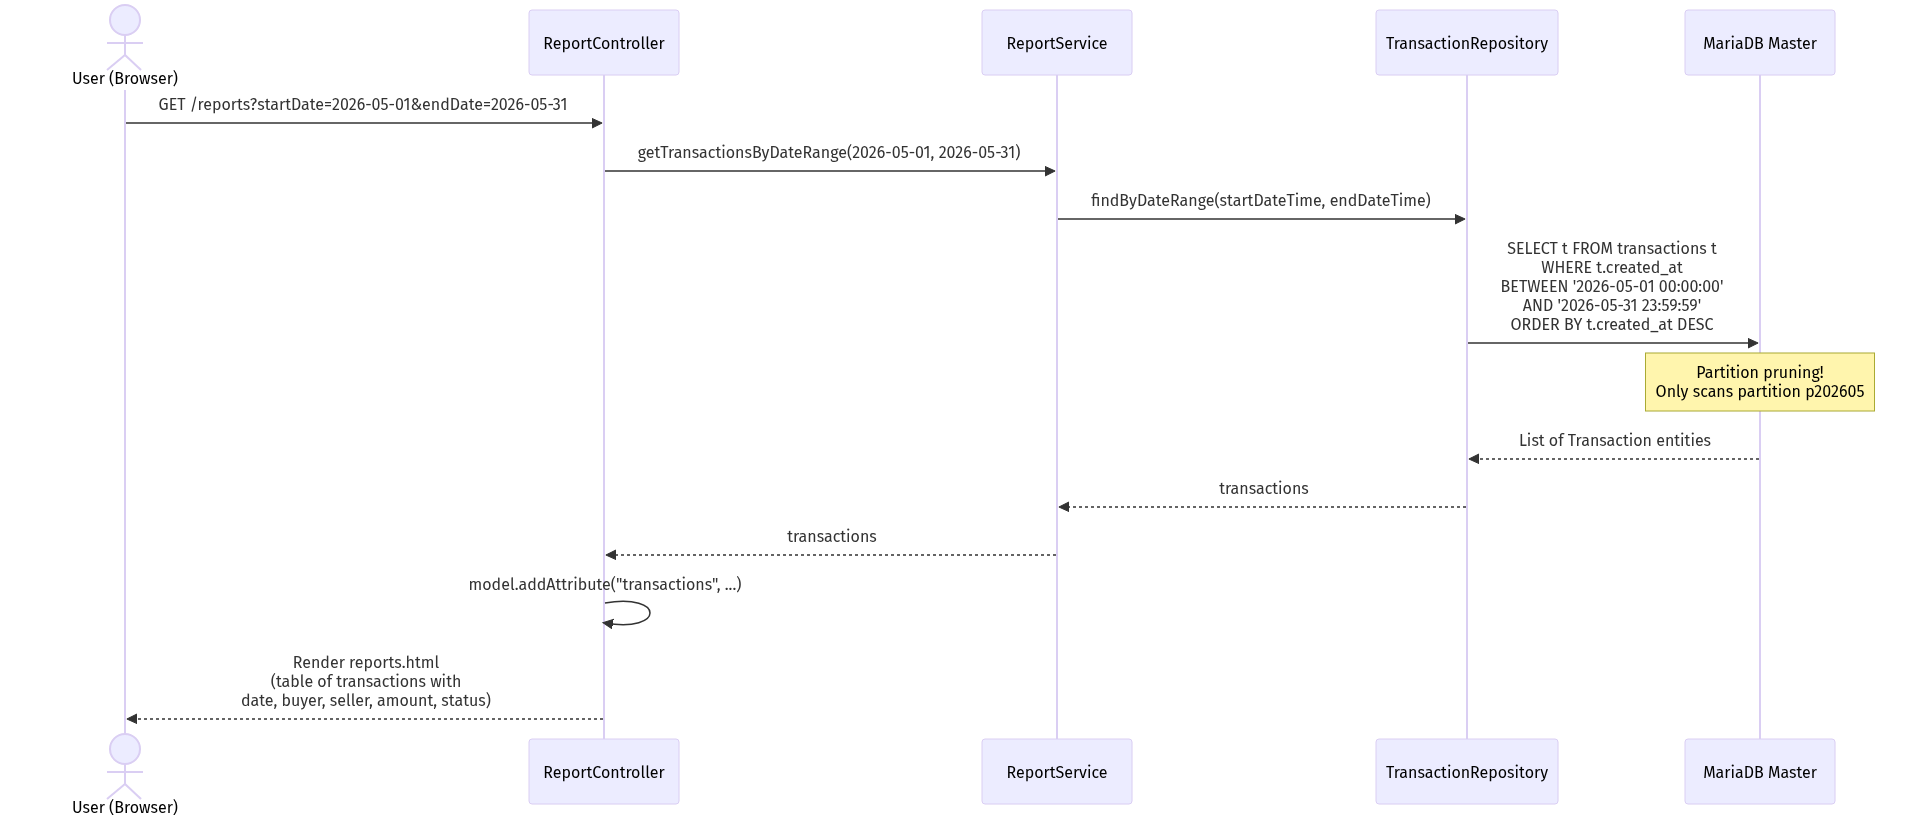 User (Browser)
ReportController
ReportService
TransactionRepository
MariaDB Master
GET /reports?startDate=2026-05-01&endDate=2026-05-31
getTransactionsByDateRange(2026-05-01, 2026-05-31)
findByDateRange(startDateTime, endDateTime)
SELECT t FROM transactions t
WHERE t.created_at
BETWEEN '2026-05-01 00:00:00'
AND '2026-05-31 23:59:59'
ORDER BY t.created_at DESC
Partition pruning!
Only scans partition p202605
List of Transaction entities
transactions
transactions
model.addAttribute("transactions", ...)
Render reports.html
(table of transactions with
date, buyer, seller, amount, status)
User (Browser)
ReportController
ReportService
TransactionRepository
MariaDB Master